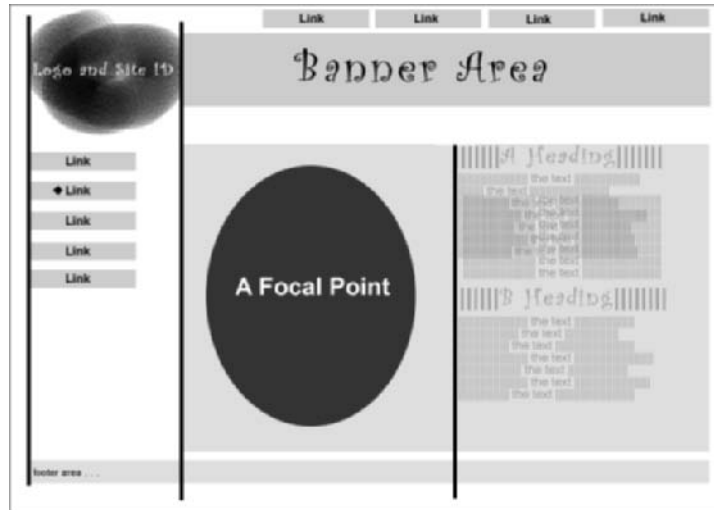 Link Link Link Link
Logo and Site ID
Banner Area
Link
Link
Link
Link
Link
A Focal Point
A Heading
the text
the text
the text
the text
the text
the text
the text
the text
the text
B Heading
the text
the text
the text
the text
the text
the text
the text
footer area . . .